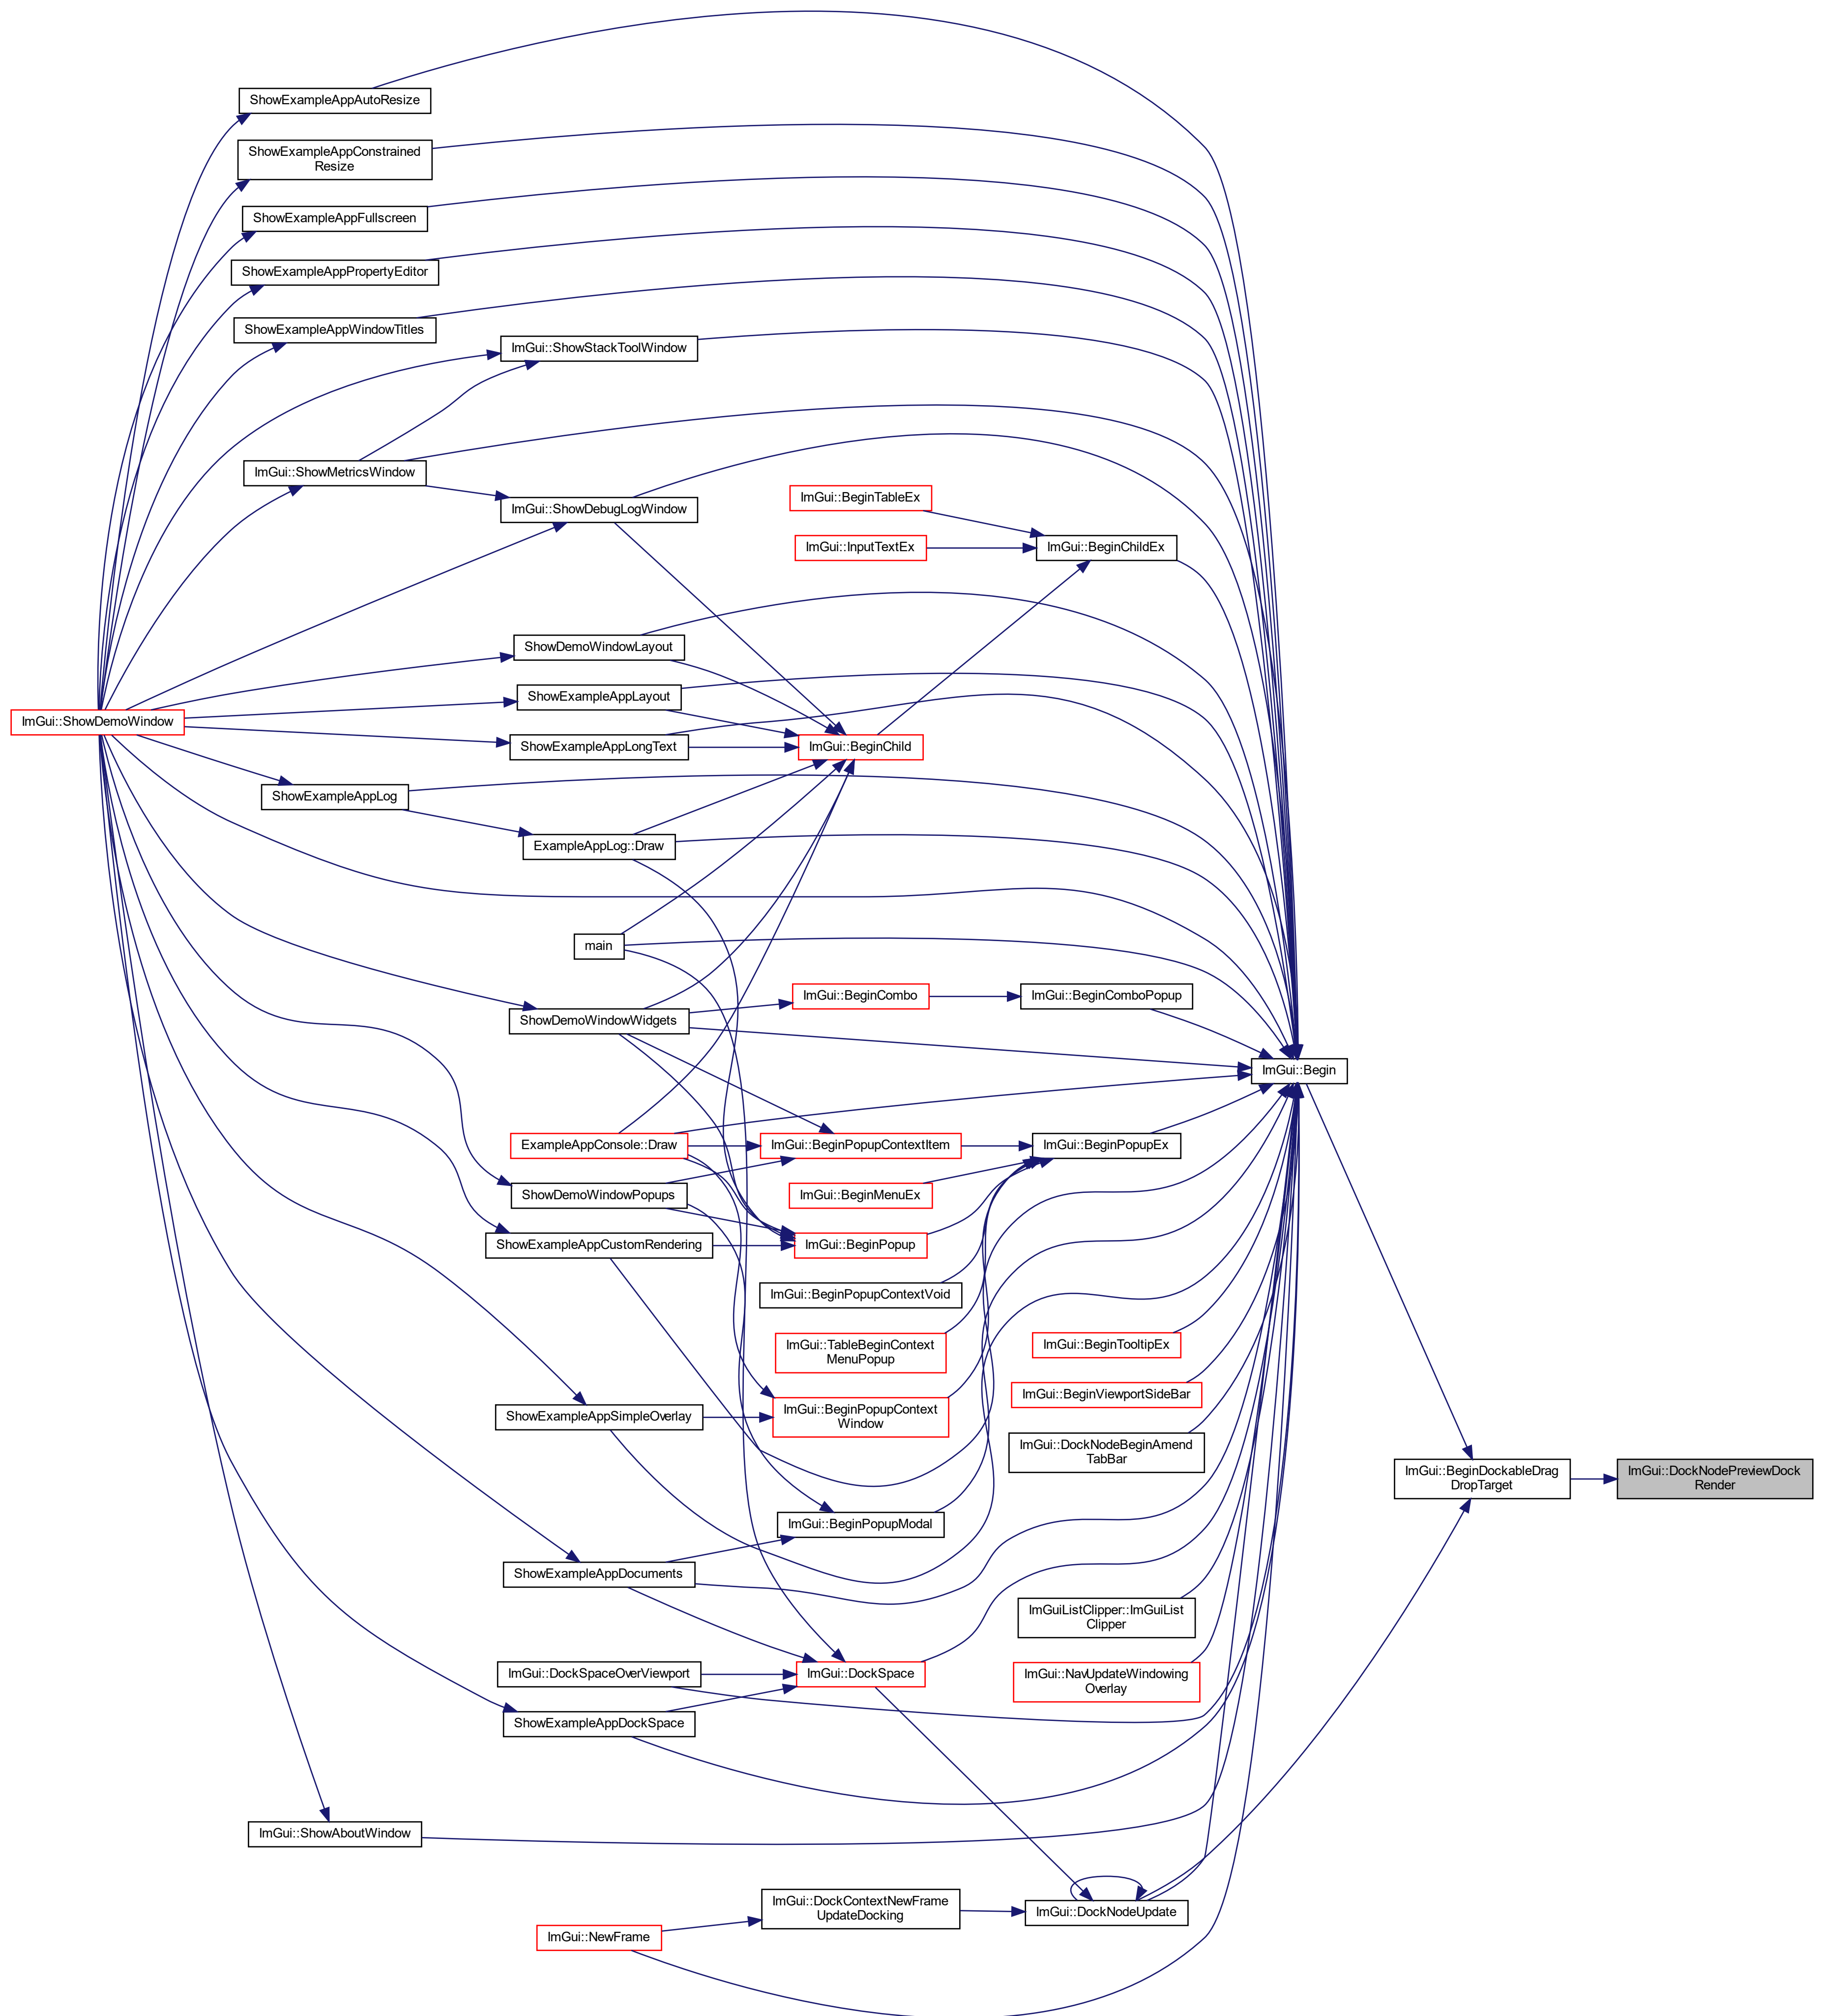 ShowExampleAppAutoResize
ShowExampleAppConstrained
Resize
ShowExampleAppFullscreen
ShowExampleAppPropertyEditor
ShowExampleAppWindowTitles
ImGui::ShowStackToolWindow
ImGui::ShowMetricsWindow
ImGui::ShowDebugLogWindow
ImGui::BeginTableEx
ImGui::InputTextEx
ImGui::BeginChildEx
ShowDemoWindowLayout
ShowExampleAppLayout
ImGui::ShowDemoWindow
ShowExampleAppLongText
ImGui::BeginChild
ShowExampleAppLog
ExampleAppLog::Draw
main
ImGui::BeginCombo
ImGui::BeginComboPopup
ShowDemoWindowWidgets
ImGui::Begin
ExampleAppConsole::Draw
ImGui::BeginPopupContextItem
ImGui::BeginPopupEx
ShowDemoWindowPopups
ImGui::BeginMenuEx
ShowExampleAppCustomRendering
ImGui::BeginPopup
ImGui::BeginPopupContextVoid
ImGui::TableBeginContext
MenuPopup
ImGui::BeginTooltipEx
ImGui::BeginViewportSideBar
ShowExampleAppSimpleOverlay
ImGui::BeginPopupContext
Window
ImGui::DockNodeBeginAmend
TabBar
ImGui::BeginDockableDrag
DropTarget
ImGui::DockNodePreviewDock
Render
ImGui::BeginPopupModal
ShowExampleAppDocuments
ImGuiListClipper::ImGuiList
Clipper
ImGui::DockSpaceOverViewport
ImGui::DockSpace
ImGui::NavUpdateWindowing
Overlay
ShowExampleAppDockSpace
ImGui::ShowAboutWindow
ImGui::DockContextNewFrame
UpdateDocking
ImGui::DockNodeUpdate
ImGui::NewFrame